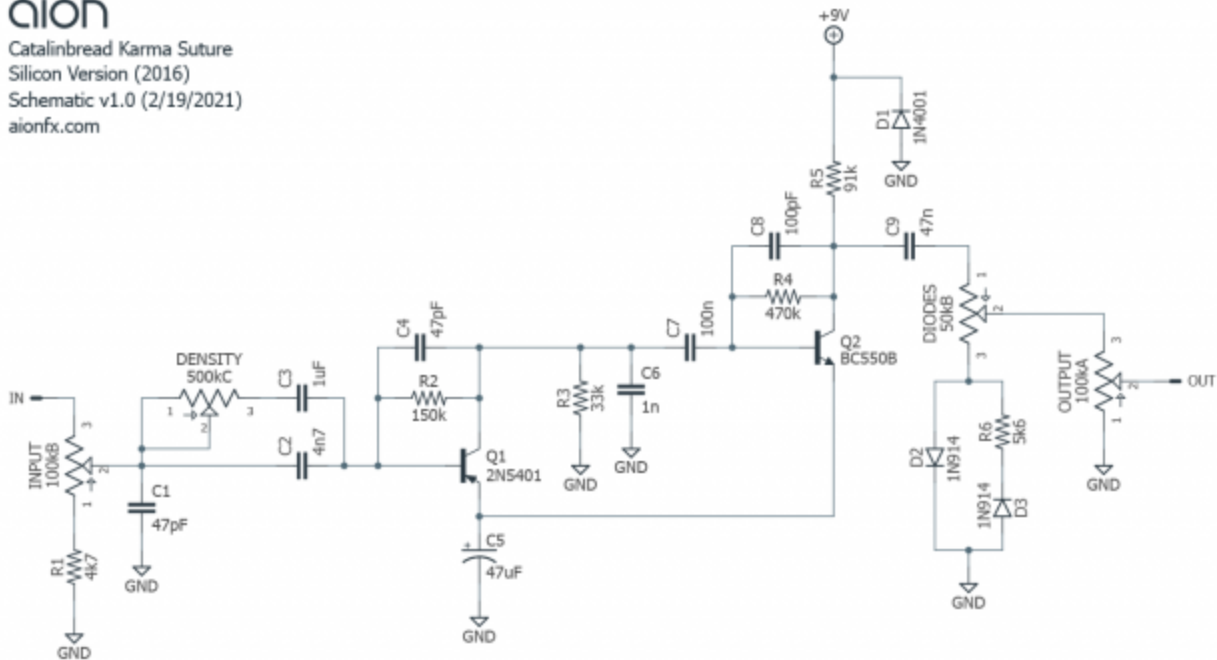 aion
Catalinbread Karma Suture
Silicon Version (2016)
Schematic v1.0 (2/19/2021)
aionfx.com
+9V
D1
1N4001
GND
R5
91k
C8
100pF
C9
47n
R4
470k
Q2
BC550B
DIODES
50kB
1
2
3
C7
100n
C4
47pF
R2
150k
R3
33k
C6
1n
GND
GND
DENSITY
500kC
1
2
3
C3
1uF
C2
4n7
Q1
2N5401
IN
INPUT
100kB
3
2
1
C1
47pF
GND
R1
4k7
GND
+
C5
47uF
GND
D2
1N914
R6
5k6
1N914
D3
GND
OUTPUT
100kA
3
2
1
OUT
GND